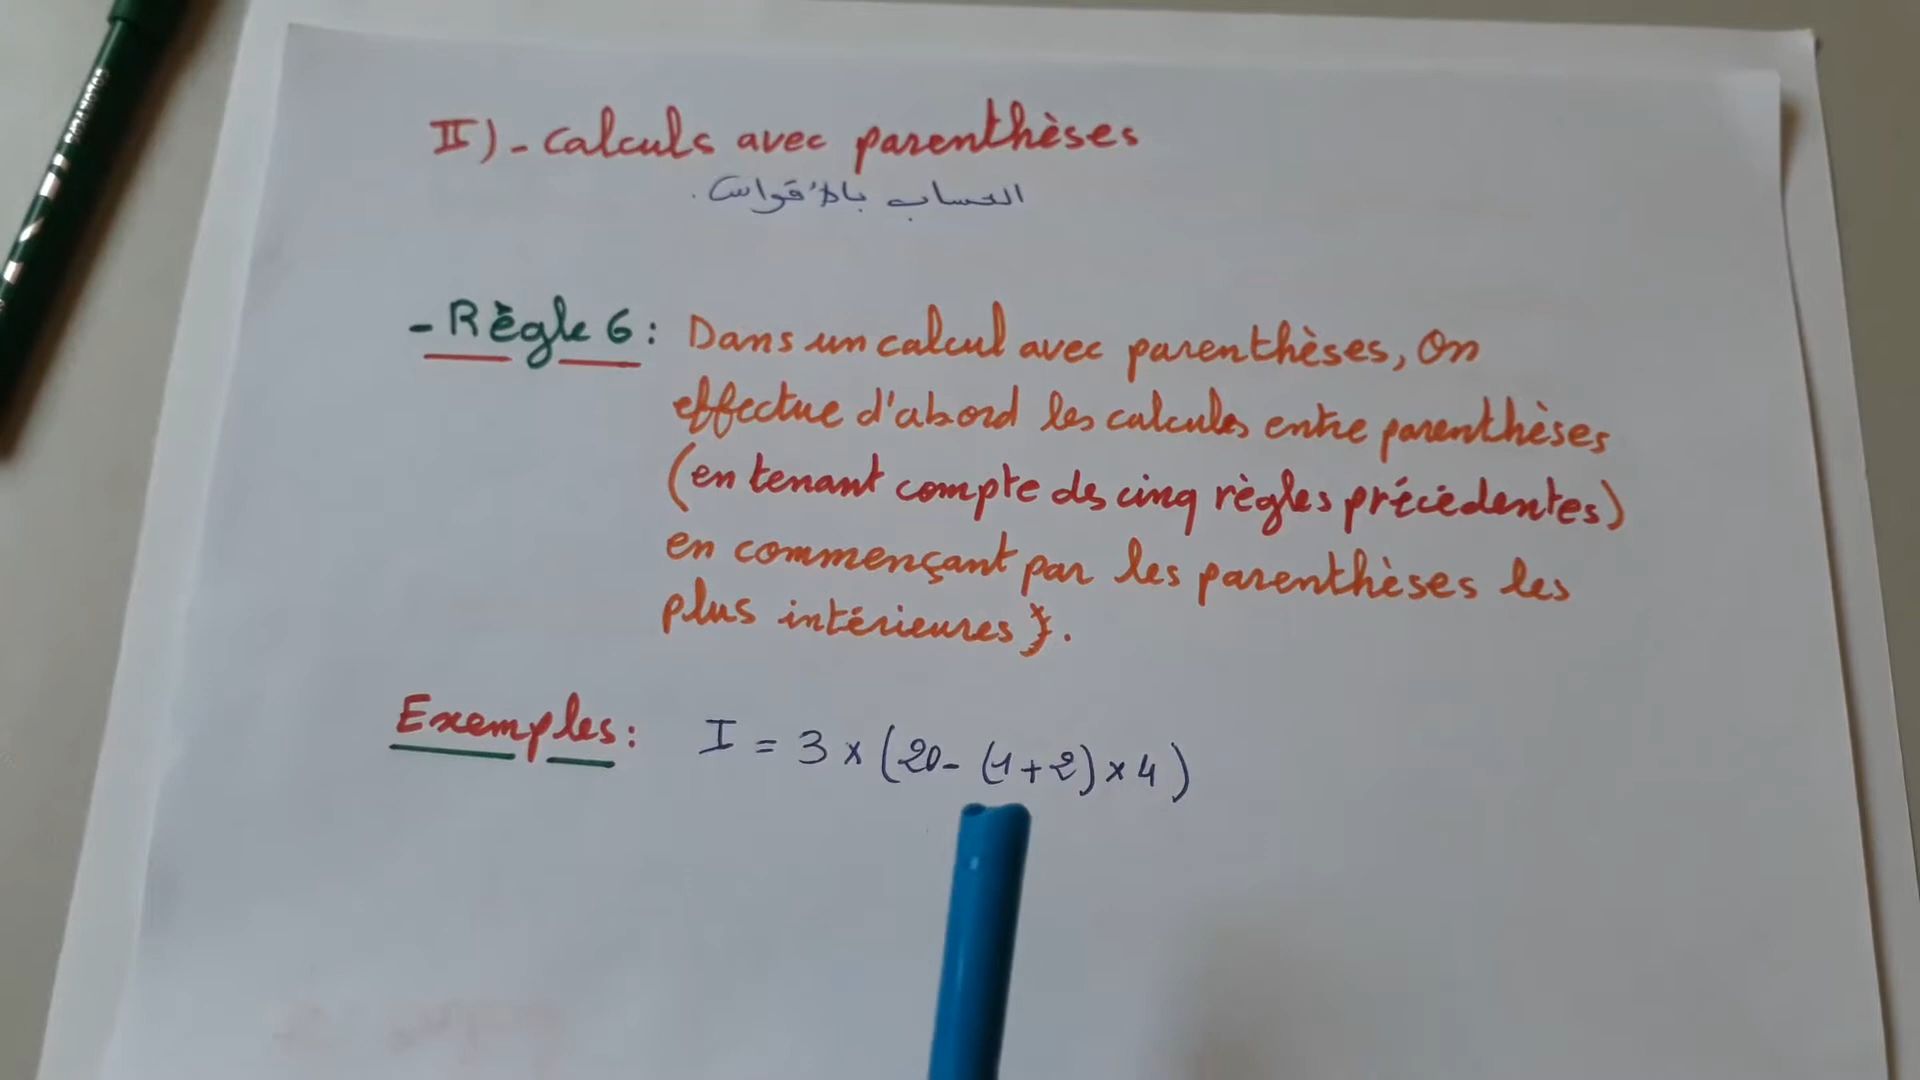 II) - Calculs avec parenthèses
الحساب بالأقواس.
- Règle 6 : Dans un calcul avec parenthèses, On
effectue d'abord les calculs entre parenthèses
(en tenant compte des cinq règles précédentes)
en commençant par les parenthèses les
plus intérieures }.
Exemples : I = 3 × (20 - (1 + 2) × 4)